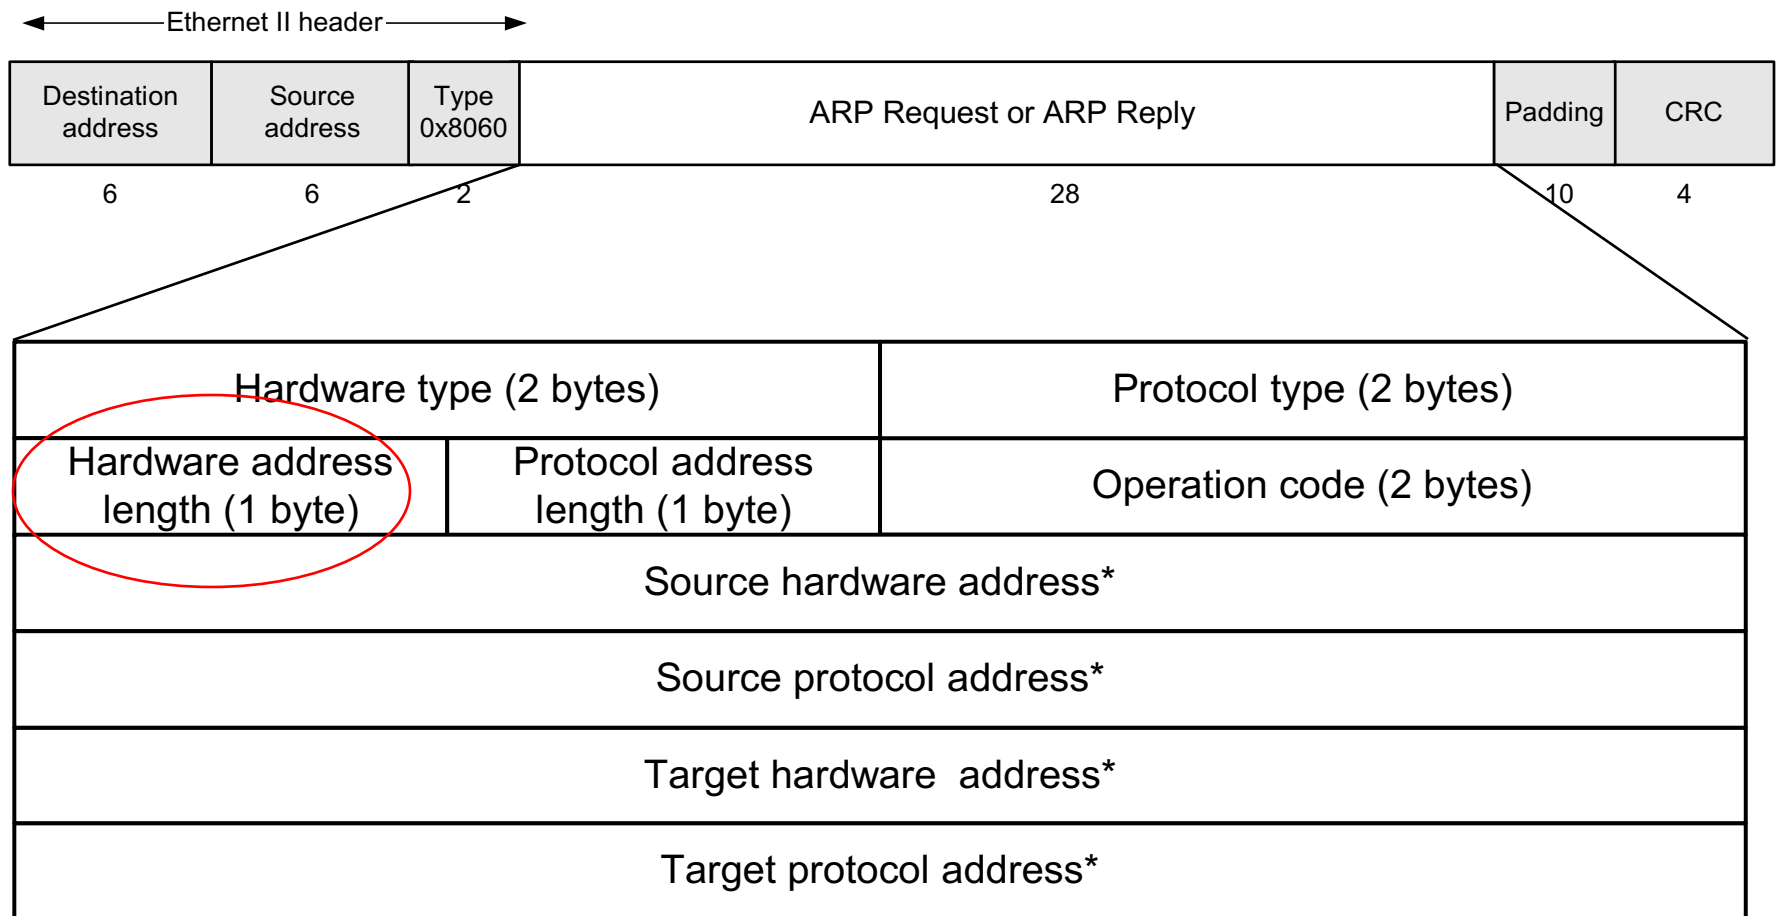 Ethernet II header
Destination
address
Source
address
Type
0x8060
ARP Request or ARP Reply
Padding
CRC
6
6
2
28
10
4
Hardware type (2 bytes)
Protocol type (2 bytes)
Hardware address
length (1 byte)
Protocol address
length (1 byte)
Operation code (2 bytes)
Source hardware address*
Source protocol address*
Target hardware  address*
Target protocol address*